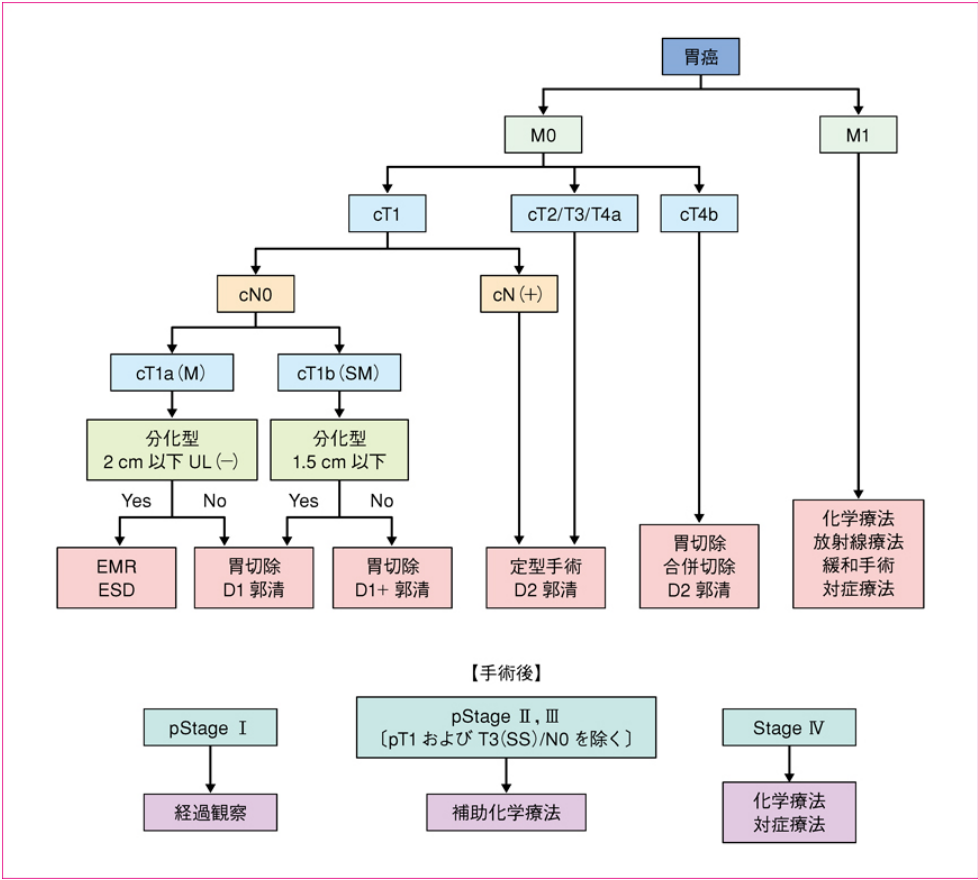 胃癌
M0
M1
cT1
cT2/T3/T4a
cT4b
cN0
cN(+)
cT1a(M)
cT1b(SM)
分化型
2 cm 以下 UL(−)
分化型
1.5 cm 以下
Yes
No
Yes
No
EMR
ESD
胃切除
D1 郭清
胃切除
D1+ 郭清
定型手術
D2 郭清
胃切除
合併切除
D2 郭清
化学療法
放射線療法
緩和手術
対症療法
【手術後】
pStage Ⅰ
pStage Ⅱ,Ⅲ
〔pT1 および T3(SS)/N0 を除く〕
Stage Ⅳ
経過観察
補助化学療法
化学療法
対症療法